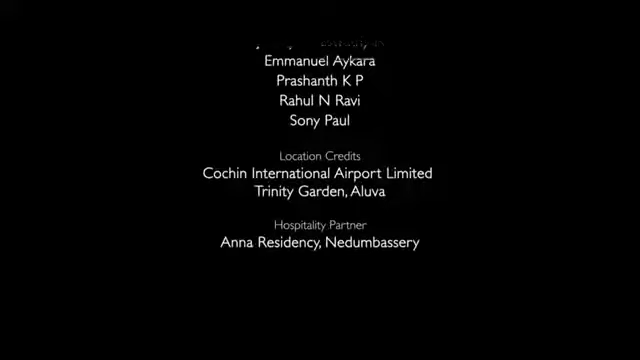 Emmanuel Aykara
Prashanth K P
Rahul N Ravi
Sony Paul
Location Credits
Cochin International Airport Limited
Trinity Garden, Aluva
Hospitality Partner
Anna Residency, Nedumbassery